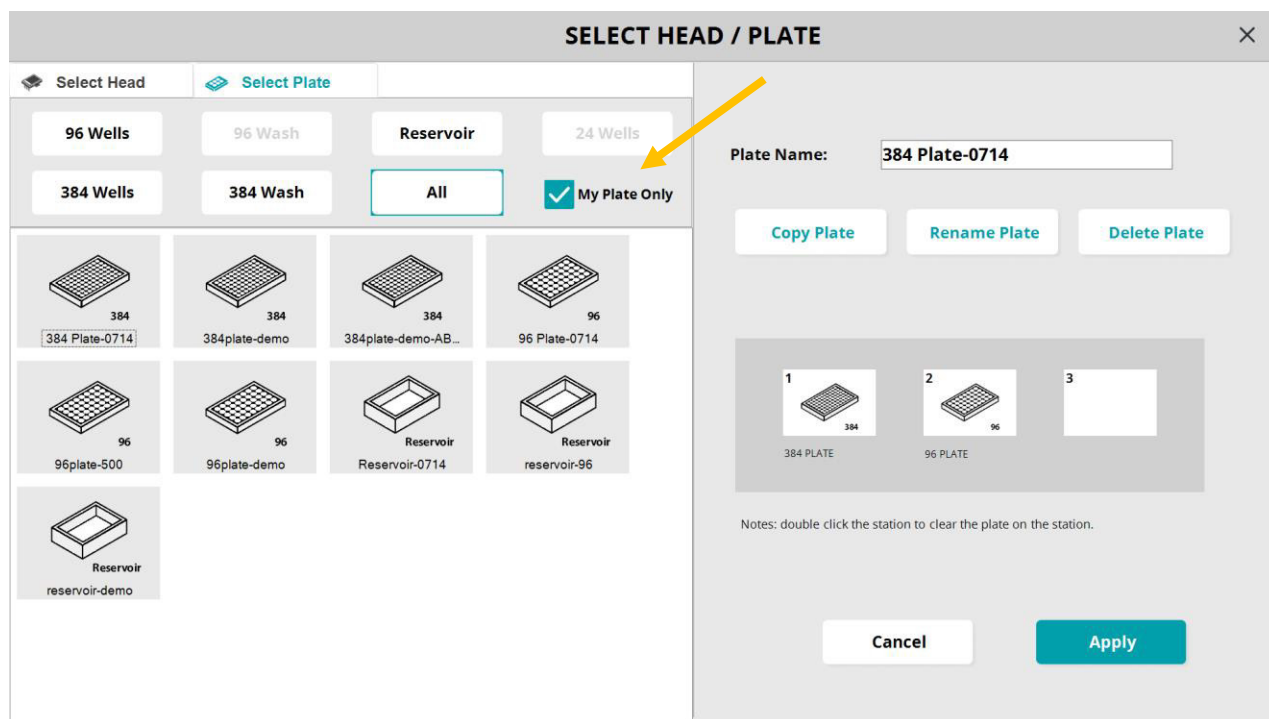 SELECT HEAD / PLATE
Select Head
Select Plate
96 Wells
96 Wash
Reservoir
24 Wells
384 Wells
384 Wash
All
My Plate Only
384
384 Plate-0714
384
384plate-demo
384
384plate-demo-AB...
96
96 Plate-0714
96
96plate-500
96
96plate-demo
Reservoir
Reservoir-0714
Reservoir
reservoir-96
Reservoir
reservoir-demo
Plate Name: 384 Plate-0714
Copy Plate
Rename Plate
Delete Plate
1
384
384 PLATE
2
96
96 PLATE
3
Notes: double click the station to clear the plate on the station.
Cancel
Apply